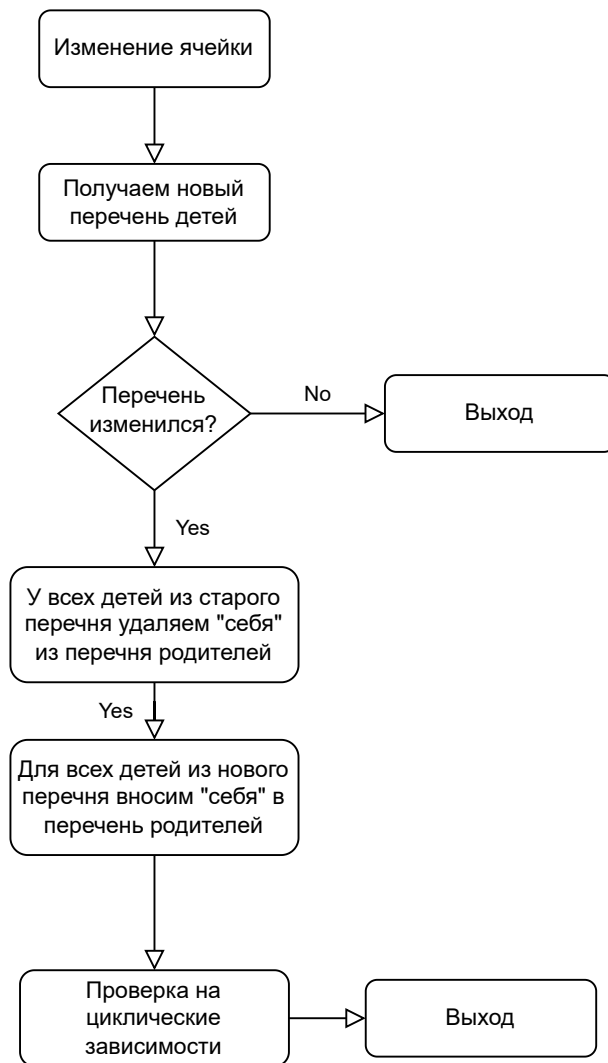 Изменение ячейки
Получаем новый
перечень детей
Перечень
изменился?
No
Выход
Yes
У всех детей из старого
перечня удаляем "себя"
из перечня родителей
Yes
Для всех детей из нового
перечня вносим "себя" в
перечень родителей
Проверка на
циклические
зависимости
Выход